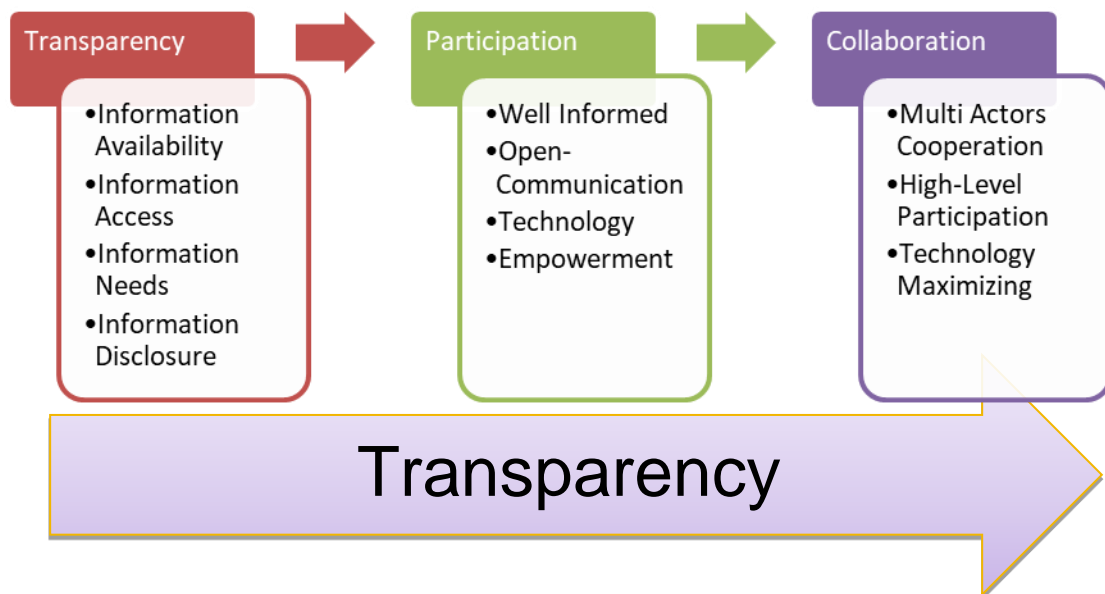 Transparency
•Information
Availability
•Information
Access
•Information
Needs
•Information
Disclosure
Participation
•Well Informed
•Open-
Communication
•Technology
•Empowerment
Collaboration
•Multi Actors
Cooperation
•High-Level
Participation
•Technology
Maximizing
Transparency